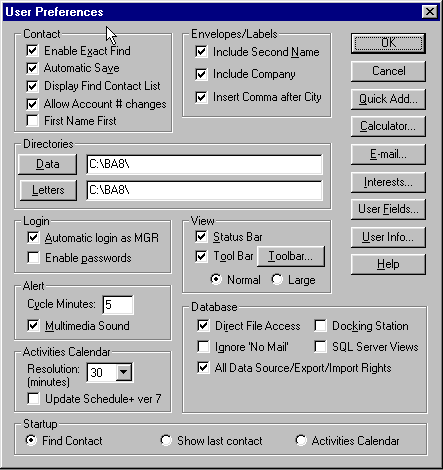 User Preferences
Contact
Enable Exact Find
Automatic Save
Display Find Contact List
Allow Account # changes
First Name First
Envelopes/Labels
Include Second Name
Include Company
Insert Comma after City
OK
Cancel
Quick Add...
Calculator...
E-mail...
Interests...
User Fields...
User Info...
Help
Directories
Data C:\BA8\
Letters C:\BA8\
Login
Automatic login as MGR
Enable passwords
View
Status Bar
Tool Bar Toolbar...
Normal Large
Alert
Cycle Minutes: 5
Multimedia Sound
Database
Direct File Access Docking Station
Ignore 'No Mail' SQL Server Views
All Data Source/Export/Import Rights
Activities Calendar
Resolution: 30
(minutes)
Update Schedule+ ver 7
Startup
Find Contact Show last contact Activities Calendar